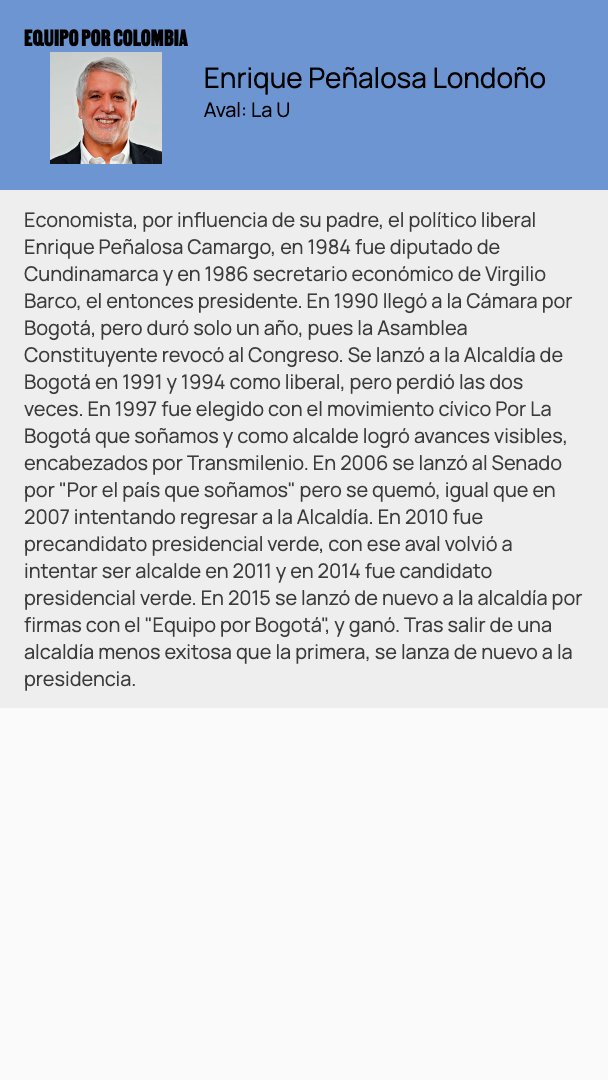 EQUIPO POR COLOMBIA
Enrique Peñalosa Londoño
Aval: La U
Economista, por influencia de su padre, el político liberal
Enrique Peñalosa Camargo, en 1984 fue diputado de
Cundinamarca y en 1986 secretario económico de Virgilio
Barco, el entonces presidente. En 1990 llegó a la Cámara por
Bogotá, pero duró solo un año, pues la Asamblea
Constituyente revocó al Congreso. Se lanzó a la Alcaldía de
Bogotá en 1991 y 1994 como liberal, pero perdió las dos
veces. En 1997 fue elegido con el movimiento cívico Por La
Bogotá que soñamos y como alcalde logró avances visibles,
encabezados por Transmilenio. En 2006 se lanzó al Senado
por "Por el país que soñamos" pero se quemó, igual que en
2007 intentando regresar a la Alcaldía. En 2010 fue
precandidato presidencial verde, con ese aval volvió a
intentar ser alcalde en 2011 y en 2014 fue candidato
presidencial verde. En 2015 se lanzó de nuevo a la alcaldía por
firmas con el "Equipo por Bogotá", y ganó. Tras salir de una
alcaldía menos exitosa que la primera, se lanza de nuevo a la
presidencia.